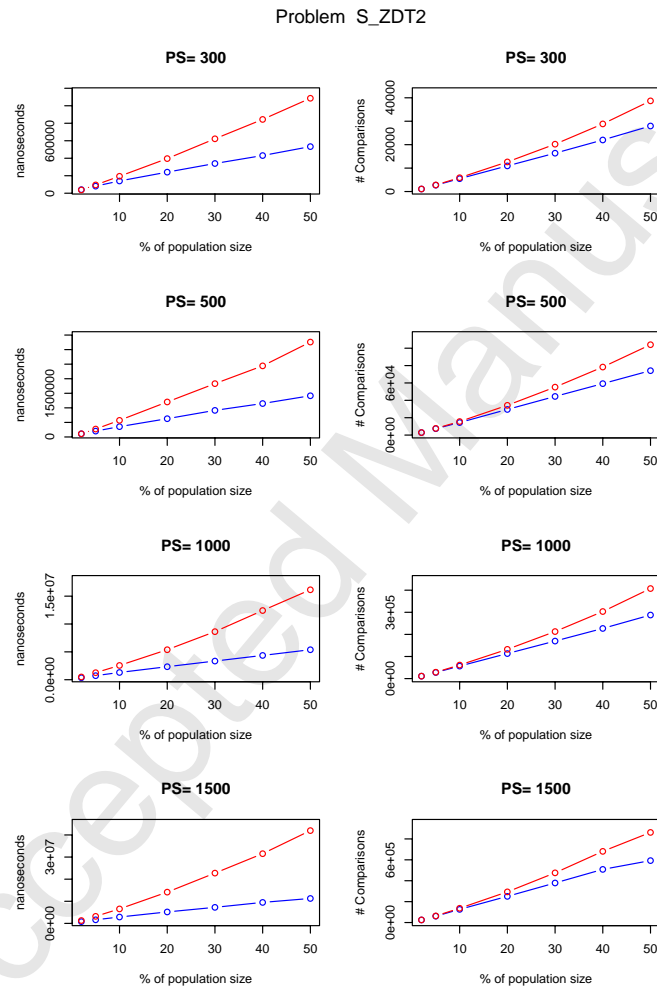 Problem S_ZDT2
PS= 300
nanoseconds
0
600000
10 20 30 40 50
% of population size
PS= 300
# Comparisons
0
20000
40000
10 20 30 40 50
% of population size
PS= 500
nanoseconds
0
1500000
10 20 30 40 50
% of population size
PS= 500
# Comparisons
0e+00
6e+04
10 20 30 40 50
% of population size
PS= 1000
nanoseconds
0.0e+00
1.5e+07
10 20 30 40 50
% of population size
PS= 1000
# Comparisons
0e+00
3e+05
10 20 30 40 50
% of population size
PS= 1500
nanoseconds
0e+00
3e+07
10 20 30 40 50
% of population size
PS= 1500
# Comparisons
0e+00
6e+05
10 20 30 40 50
% of population size
ccepted Manus